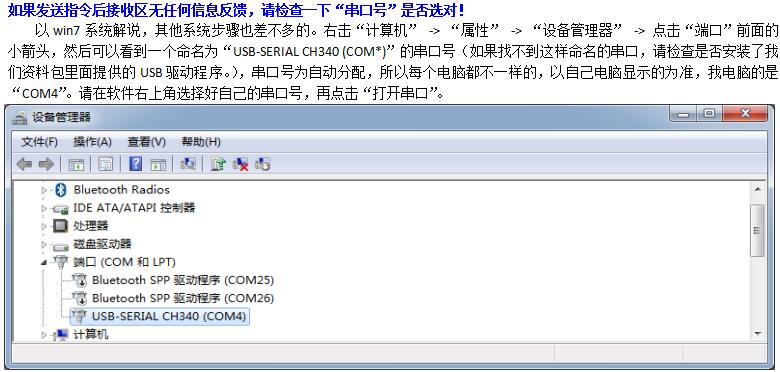 如果发送指令后接收区无任何信息反馈，请检查一下“串口号”是否选对！
以 win7 系统解说，其他系统步骤也差不多的。右击“计算机” -> “属性” -> “设备管理器” -> 点击“端口”前面的
小箭头，然后可以看到一个命名为“USB-SERIAL CH340 (COM*)”的串口号（如果找不到这样命名的串口，请检查是否安装了我
们资料包里面提供的 USB 驱动程序。），串口号为自动分配，所以每个电脑都不一样的，以自己电脑显示的为准，我电脑的是
“COM4”。请在软件右上角选择好自己的串口号，再点击“打开串口”。
设备管理器
文件(F) 操作(A) 查看(V) 帮助(H)
Bluetooth Radios
IDE ATA/ATAPI 控制器
处理器
磁盘驱动器
端口 (COM 和 LPT)
Bluetooth SPP 驱动程序 (COM25)
Bluetooth SPP 驱动程序 (COM26)
USB-SERIAL CH340 (COM4)
计算机